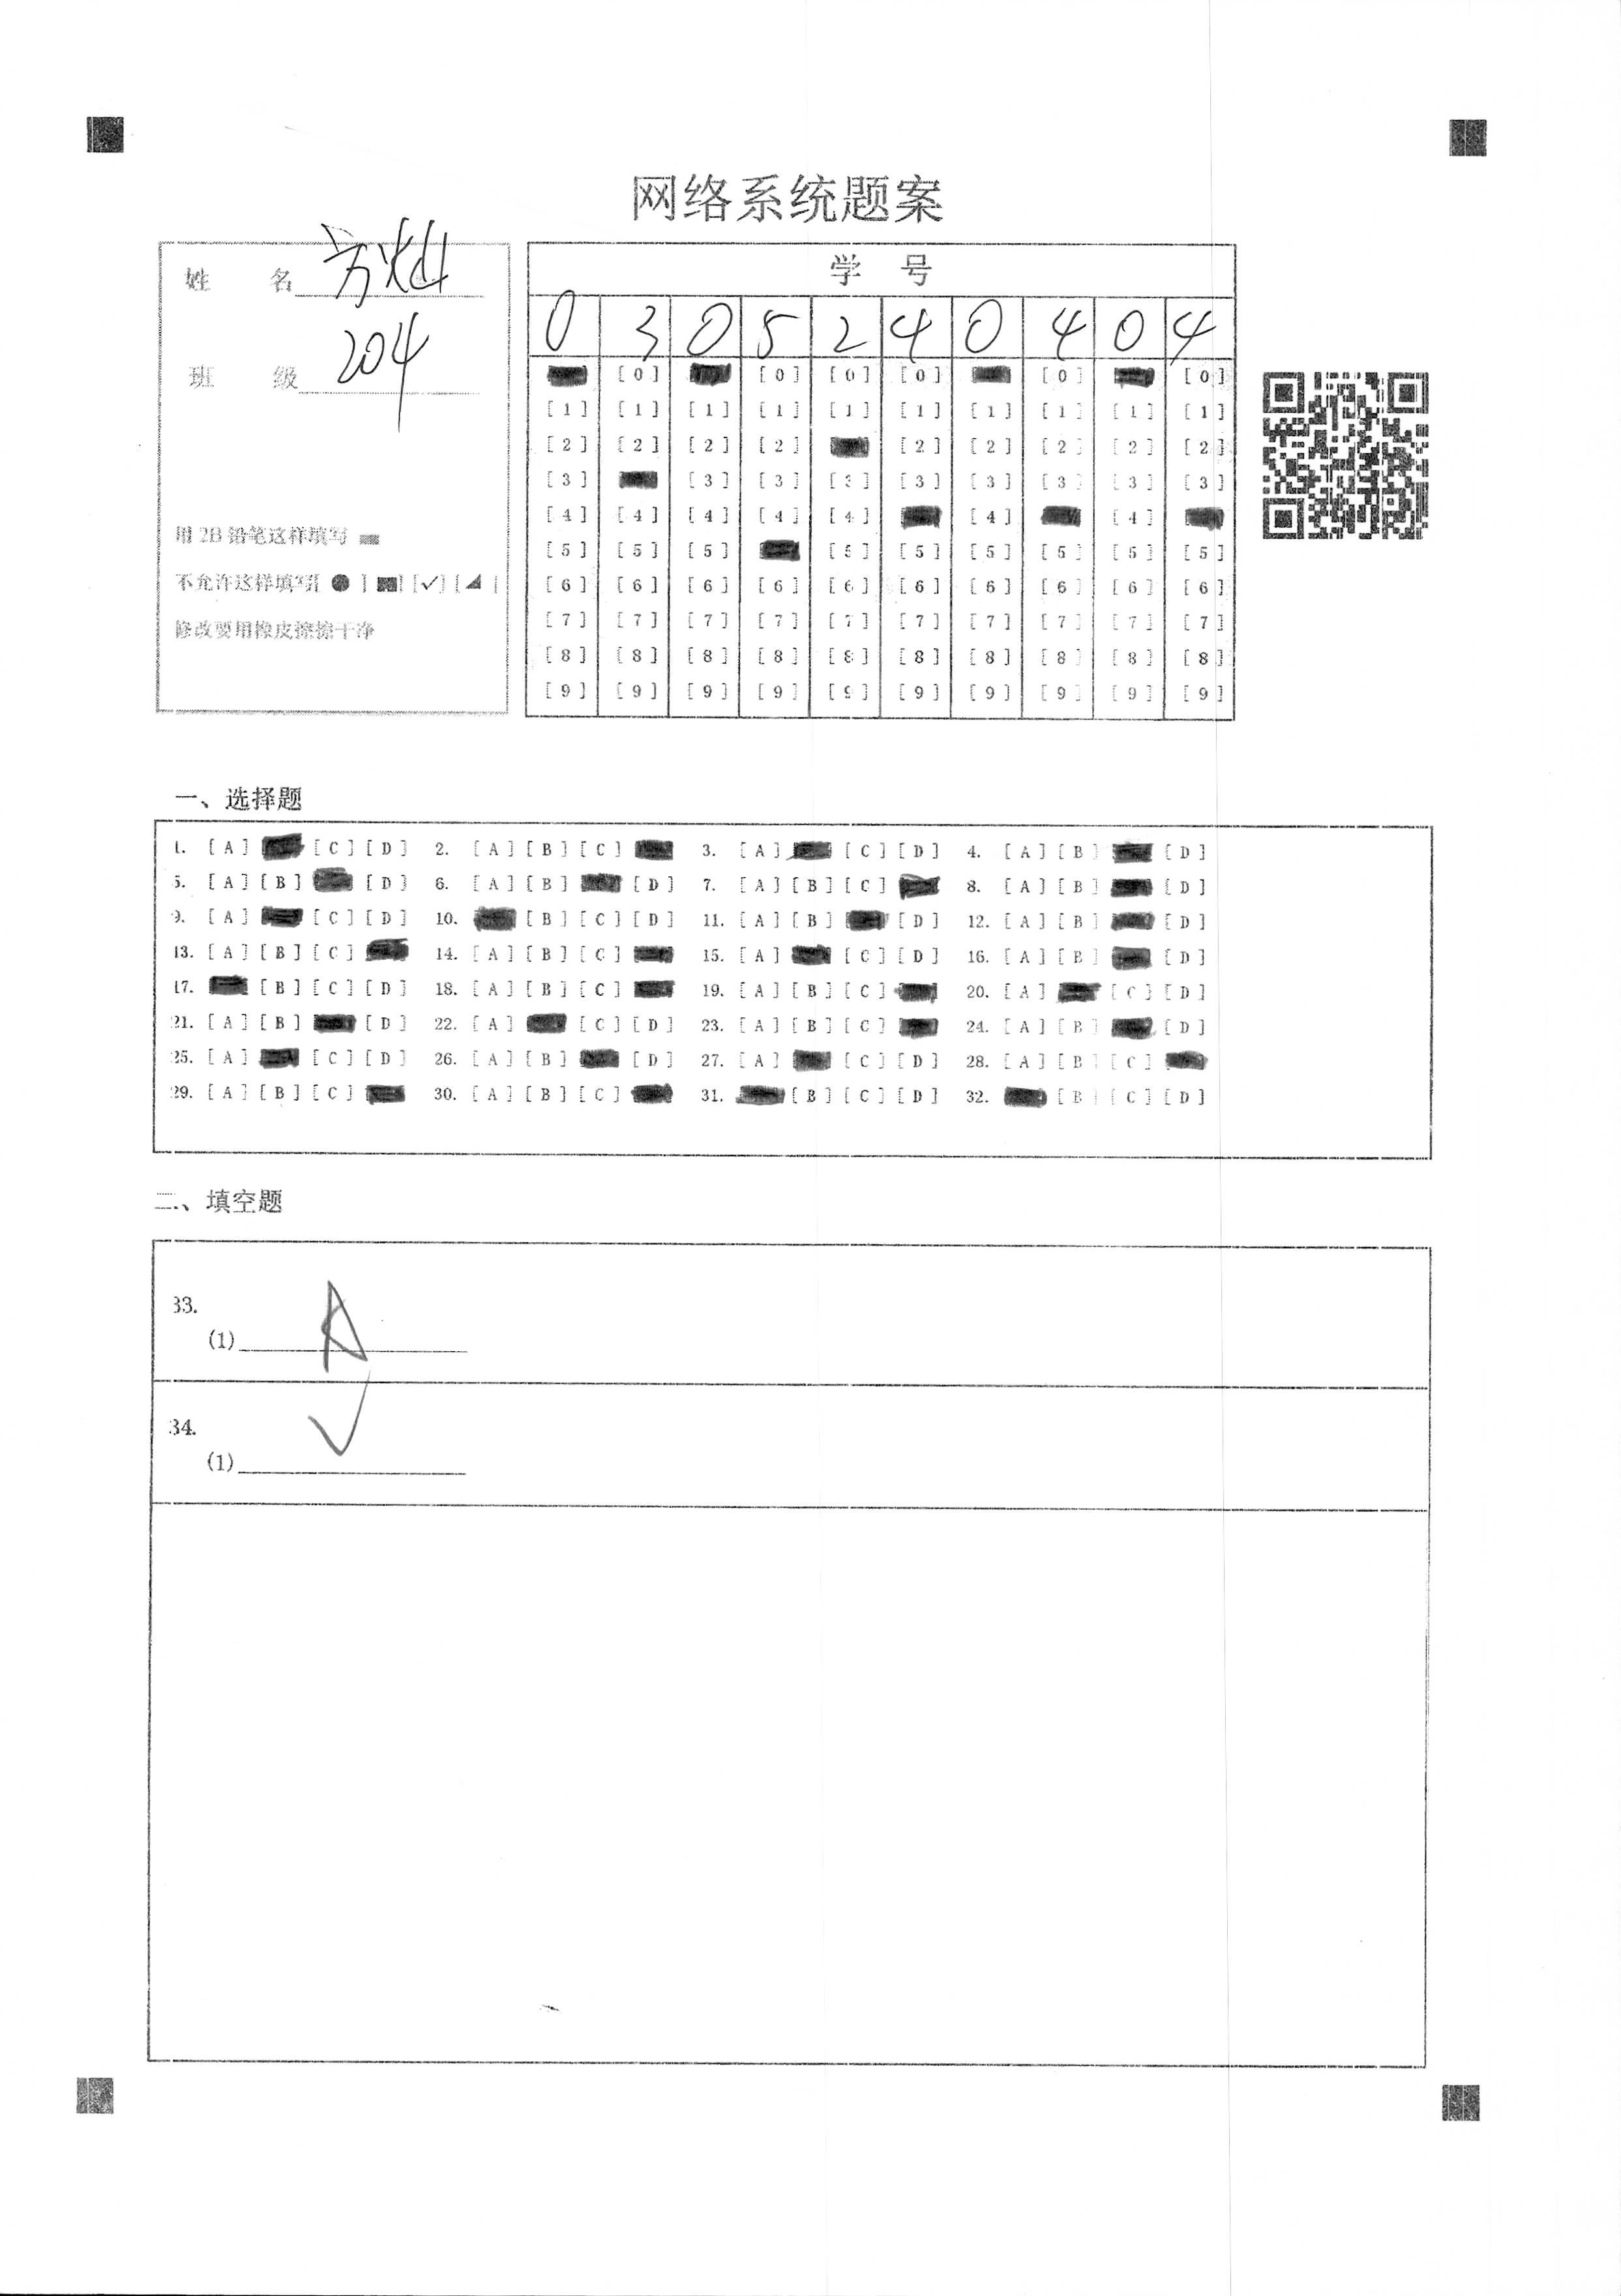 网络系统题案
姓 名 方灿
班 级 204
用 2B 铅笔这样填写
不允许这样填写[ ● ] [■] [✓] [◢ ]
修改要用橡皮擦擦干净
学 号
0 3 0 5 2 4 0 4 0 4
[0] [0] [0] [0] [0] [0]
[1] [1] [1] [1] [1] [1] [1] [1] [1] [1]
[2] [2] [2] [2] [2] [2] [2] [2] [2]
[3] [3] [3] [3] [3] [3] [3] [3] [3]
[4] [4] [4] [4] [4] [4] [4]
[5] [5] [5] [5] [5] [5] [5] [5] [5]
[6] [6] [6] [6] [6] [6] [6] [6] [6] [6]
[7] [7] [7] [7] [7] [7] [7] [7] [7] [7]
[8] [8] [8] [8] [8] [8] [8] [8] [8] [8]
[9] [9] [9] [9] [9] [9] [9] [9] [9] [9]
一、选择题
1. [A] [C] [D] 2. [A] [B] [C] 3. [A] [C] [D] 4. [A] [B] [D]
5. [A] [B] [D] 6. [A] [B] [D] 7. [A] [B] [C] 8. [A] [B] [D]
9. [A] [C] [D] 10. [B] [C] [D] 11. [A] [B] [D] 12. [A] [B] [D]
13. [A] [B] [C] 14. [A] [B] [C] 15. [A] [C] [D] 16. [A] [B] [D]
17. [B] [C] [D] 18. [A] [B] [C] 19. [A] [B] [C] 20. [A] [C] [D]
21. [A] [B] [D] 22. [A] [C] [D] 23. [A] [B] [C] 24. [A] [B] [D]
25. [A] [C] [D] 26. [A] [B] [D] 27. [A] [C] [D] 28. [A] [B] [C]
29. [A] [B] [C] 30. [A] [B] [C] 31. [B] [C] [D] 32. [B] [C] [D]
二、填空题
33.
(1) A
34.
(1) ✓